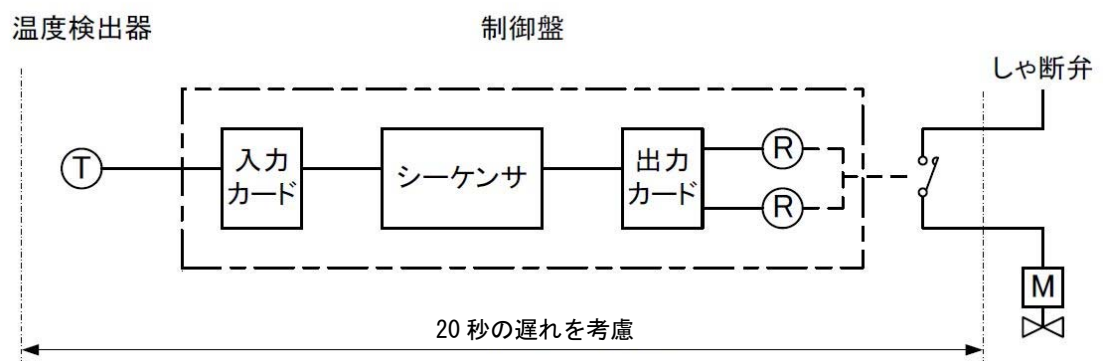 温度検出器
制御盤
しゃ断弁
T
入力
カード
シーケンサ
出力
カード
R
R
M
20 秒の遅れを考慮